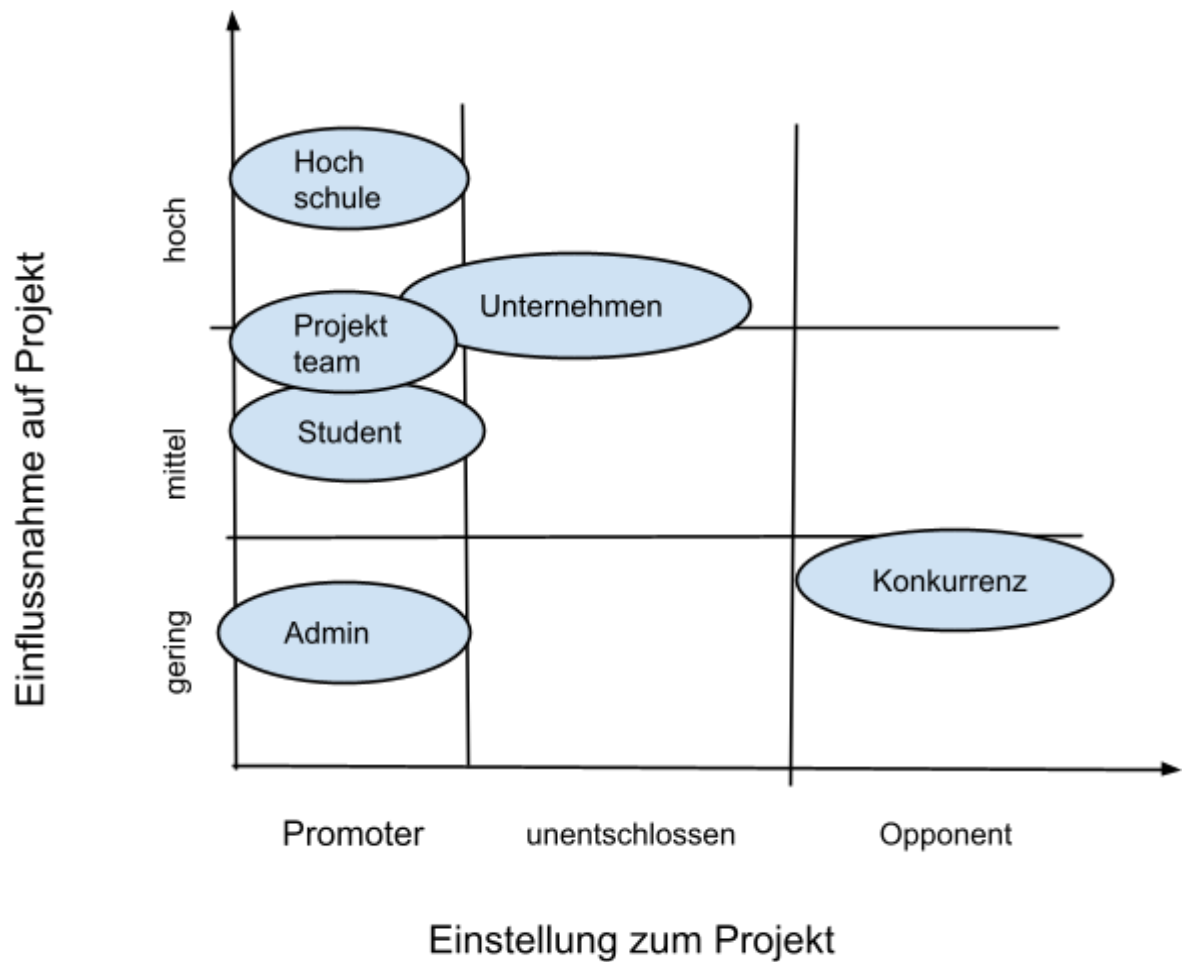 Einflussnahme auf Projekt
hoch
mittel
gering
Hoch
schule
Unternehmen
Projekt
team
Student
Konkurrenz
Admin
Promoter
unentschlossen
Opponent
Einstellung zum Projekt